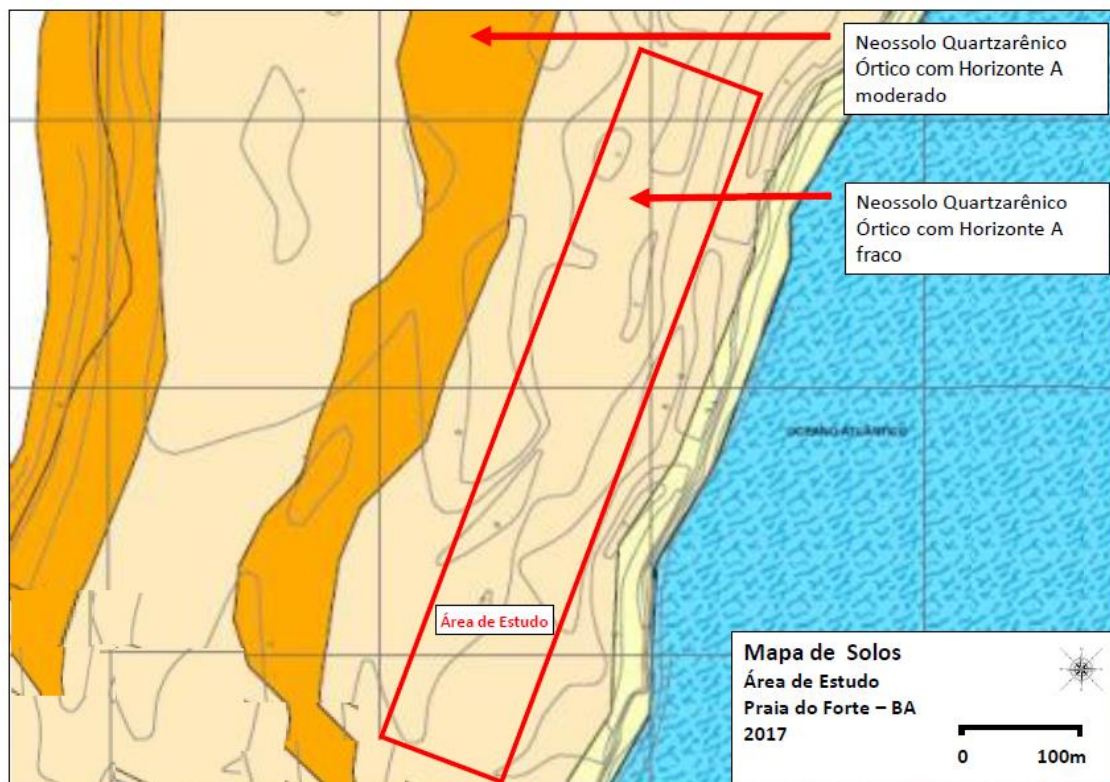 Neossolo Quartzarênico
Órtico com Horizonte A
moderado
Neossolo Quartzarênico
Órtico com Horizonte A
fraco
OCEANO ATLÂNTICO
Área de Estudo
Mapa de Solos
Área de Estudo
Praia do Forte – BA
2017
0 100m